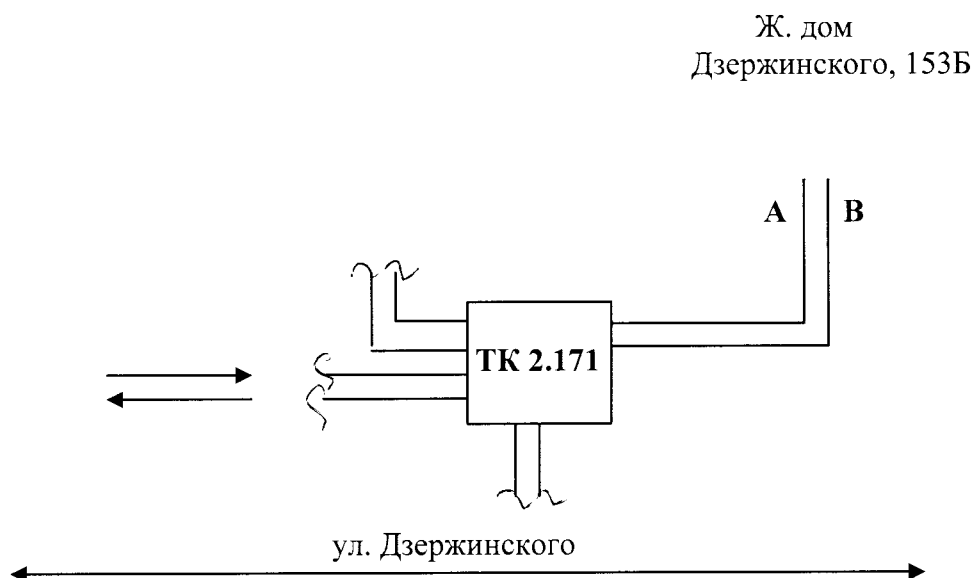 Ж. дом
Дзержинского, 153Б
А В
ТК 2.171
ул. Дзержинского